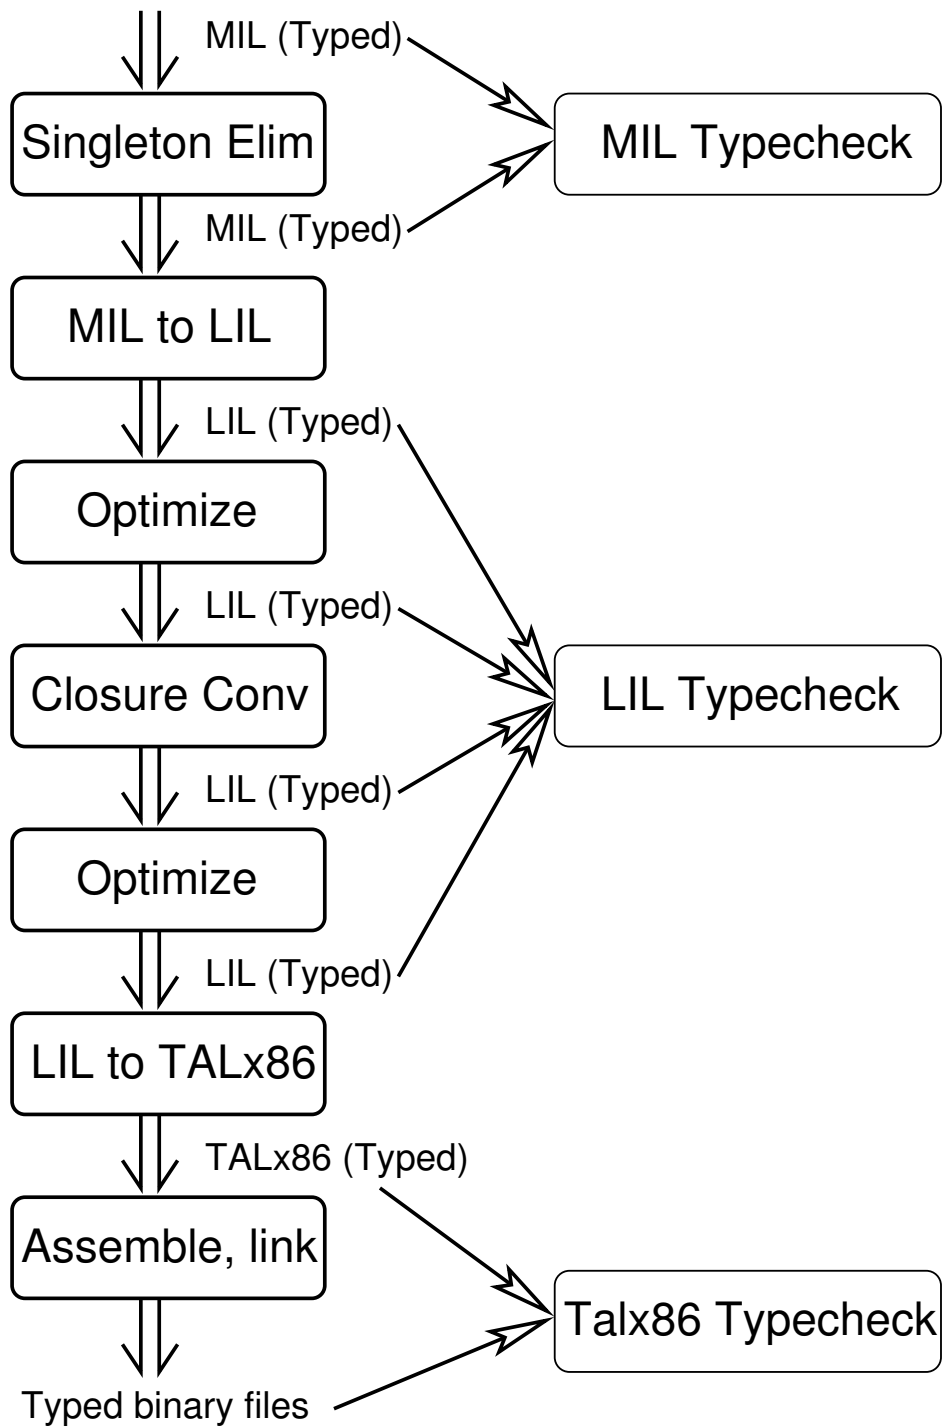 MIL (Typed)
Singleton Elim
MIL Typecheck
MIL (Typed)
MIL to LIL
LIL (Typed)
Optimize
LIL (Typed)
Closure Conv
LIL Typecheck
LIL (Typed)
Optimize
LIL (Typed)
LIL to TALx86
TALx86 (Typed)
Assemble, link
Talx86 Typecheck
Typed binary files